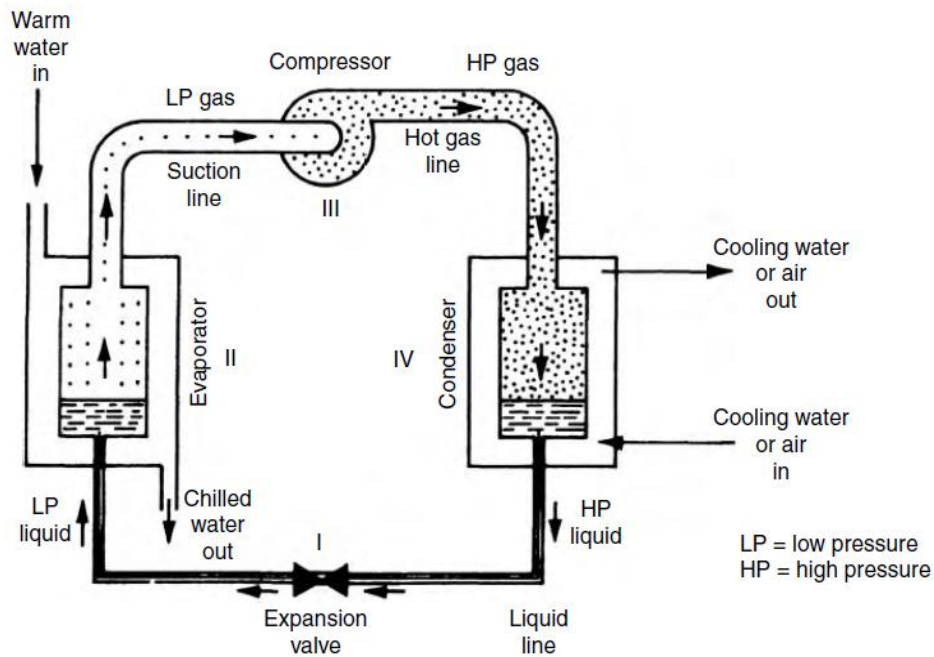 Warm
water
in
Compressor
HP gas
LP gas
Hot gas
line
Suction
line
III
Cooling water
or air
out
Evaporator
II
IV
Condenser
Cooling water
or air
in
LP
liquid
Chilled
water
out
I
HP
liquid
LP = low pressure
HP = high pressure
Expansion
valve
Liquid
line